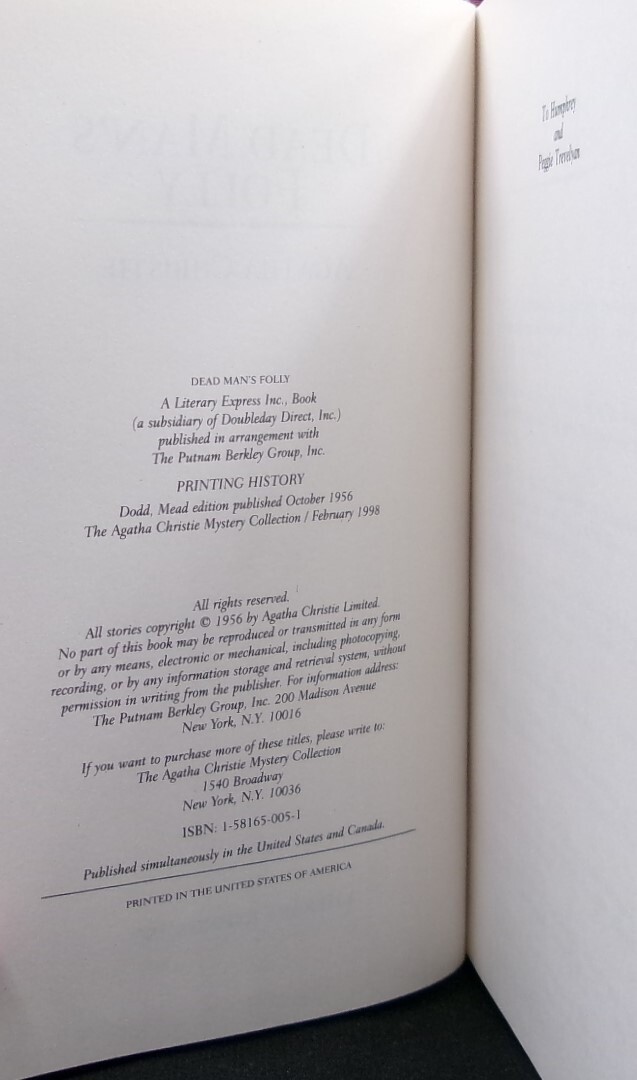 DEAD MAN'S FOLLY
A Literary Express Inc., Book
(a subsidiary of Doubleday Direct, Inc.)
published in arrangement with
The Putnam Berkley Group, Inc.
PRINTING HISTORY
Dodd, Mead edition published October 1956
The Agatha Christie Mystery Collection / February 1998
All rights reserved.
All stories copyright © 1956 by Agatha Christie Limited.
No part of this book may be reproduced or transmitted in any form
or by any means, electronic or mechanical, including photocopying,
recording, or by any information storage and retrieval system, without
permission in writing from the publisher. For information address:
The Putnam Berkley Group, Inc. 200 Madison Avenue
New York, N.Y. 10016
If you want to purchase more of these titles, please write to:
The Agatha Christie Mystery Collection
1540 Broadway
New York, N.Y. 10036
ISBN: 1-58165-005-1
Published simultaneously in the United States and Canada.
PRINTED IN THE UNITED STATES OF AMERICA
To Humphrey
and
Peggie Trevelyan